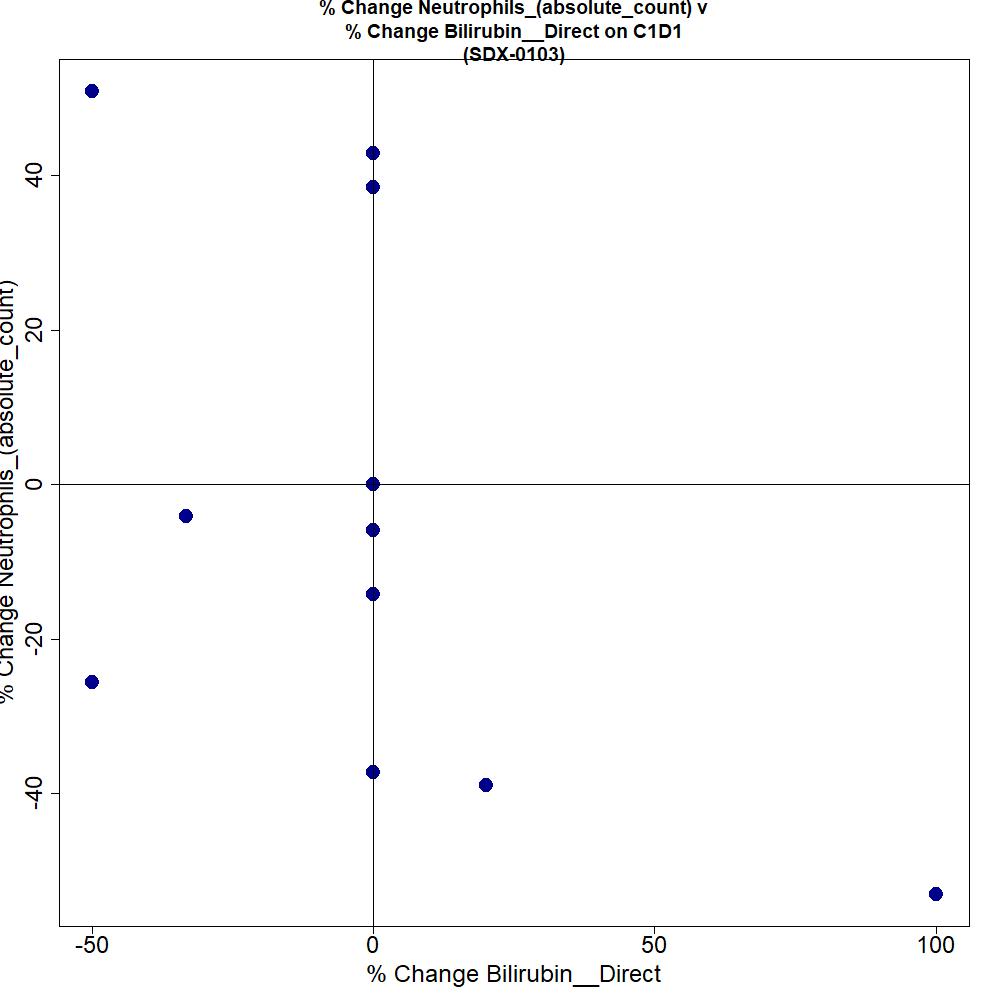 % Change Neutrophils_(absolute_count) v
% Change Bilirubin__Direct on C1D1
(SDX-0103)
% Change Neutrophils_(absolute_count)
40
20
0
-20
-40
-50
0
50
100
% Change Bilirubin__Direct